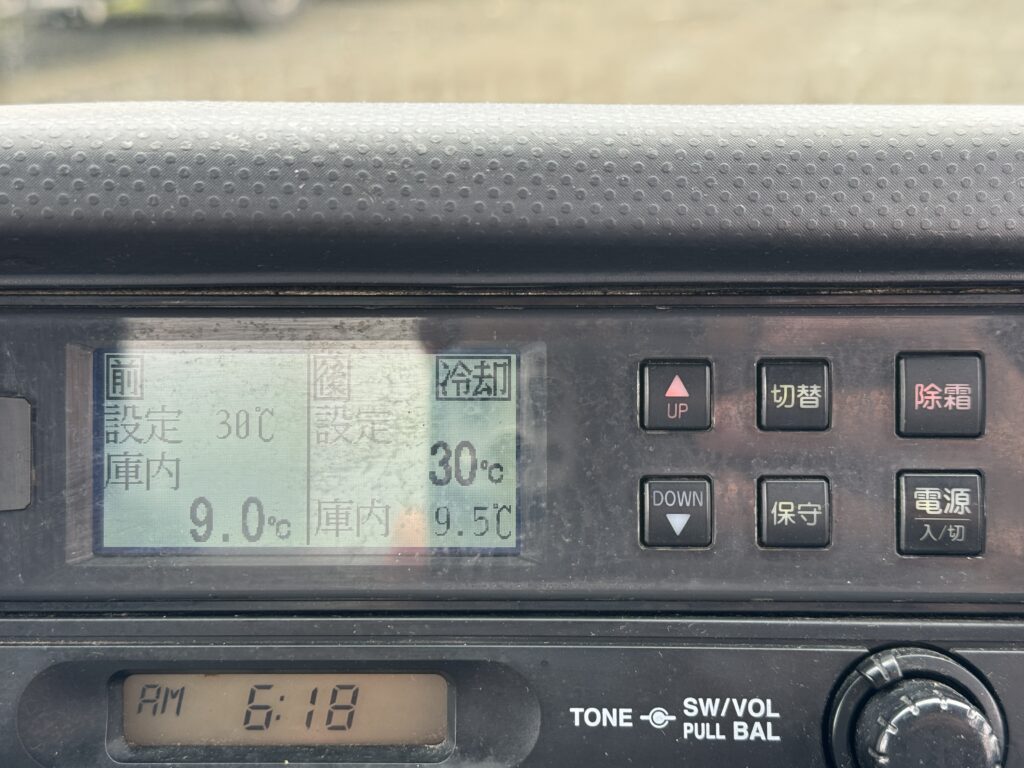 前 後 冷却
設定 30℃ 設定
30℃
庫内
9.0℃ 庫内 9.5℃
UP 切替 除霜
DOWN 保守 電源
入/切
AM 6:18
TONE SW/VOL
PULL BAL